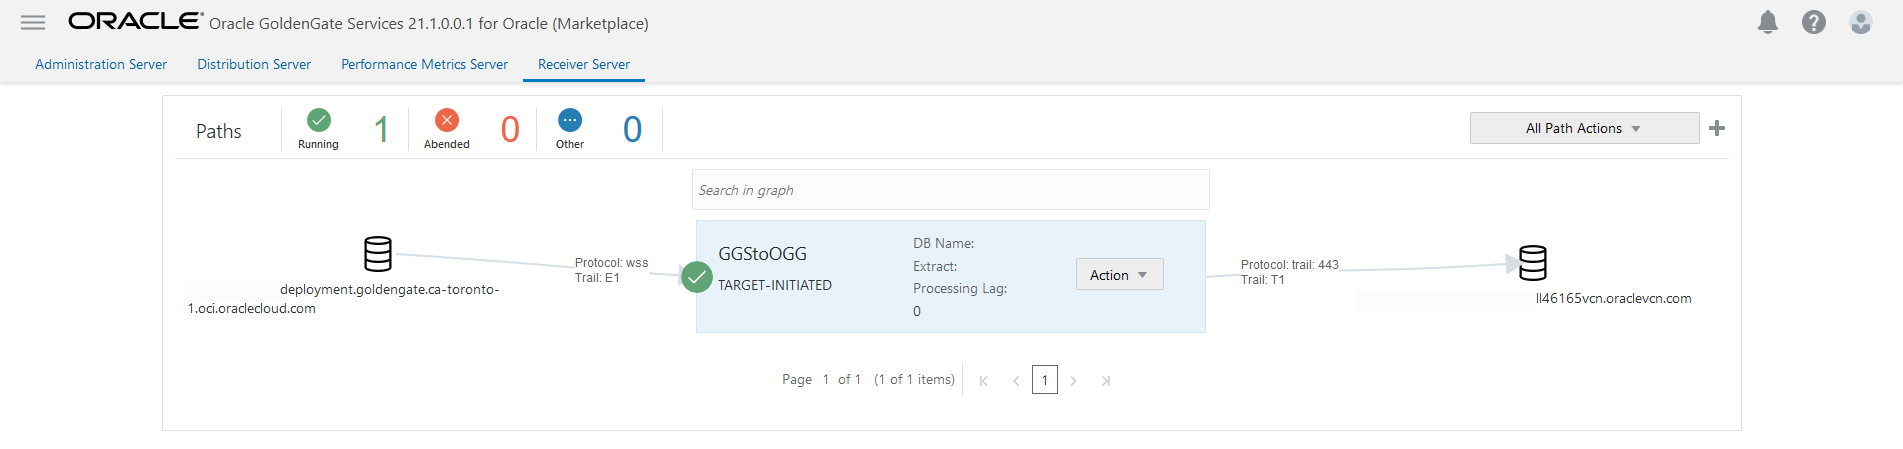 ORACLE Oracle GoldenGate Services 21.1.0.0.1 for Oracle (Marketplace)
Administration Server Distribution Server Performance Metrics Server Receiver Server
Paths
Running
1
Abended
0
Other
0
All Path Actions
Search in graph
deployment.goldengate.ca-toronto-
1.oci.oraclecloud.com
Protocol: wss
Trail: E1
GGStoOGG
TARGET-INITIATED
DB Name:
Extract:
Processing Lag:
0
Action
Protocol: trail: 443
Trail: T1
ll46165vcn.oraclevcn.com
Page 1 of 1 (1 of 1 items) 1